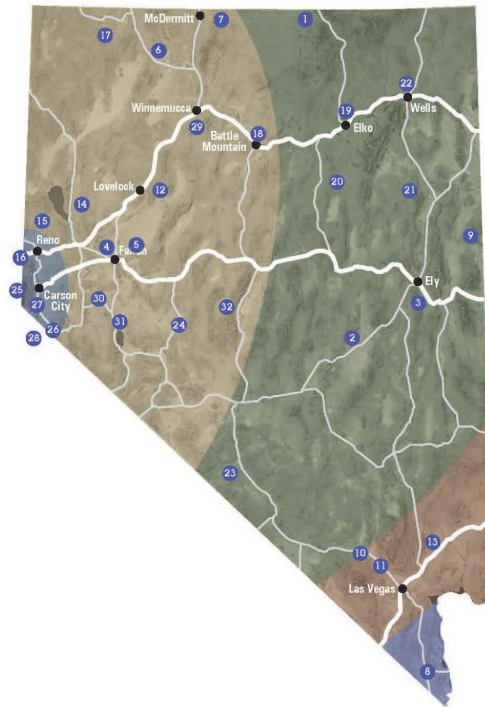 McDermitt
7
1
17
6
22
Wells
Winnemucca
29
19
Elko
18
Battle
Mountain
20
Lovelock
12
21
14
15
9
Reno
16
4
5
Fallon
25
Carson
City
27
Ely
3
30
31
24
32
26
28
2
23
10
11
13
Las Vegas
8